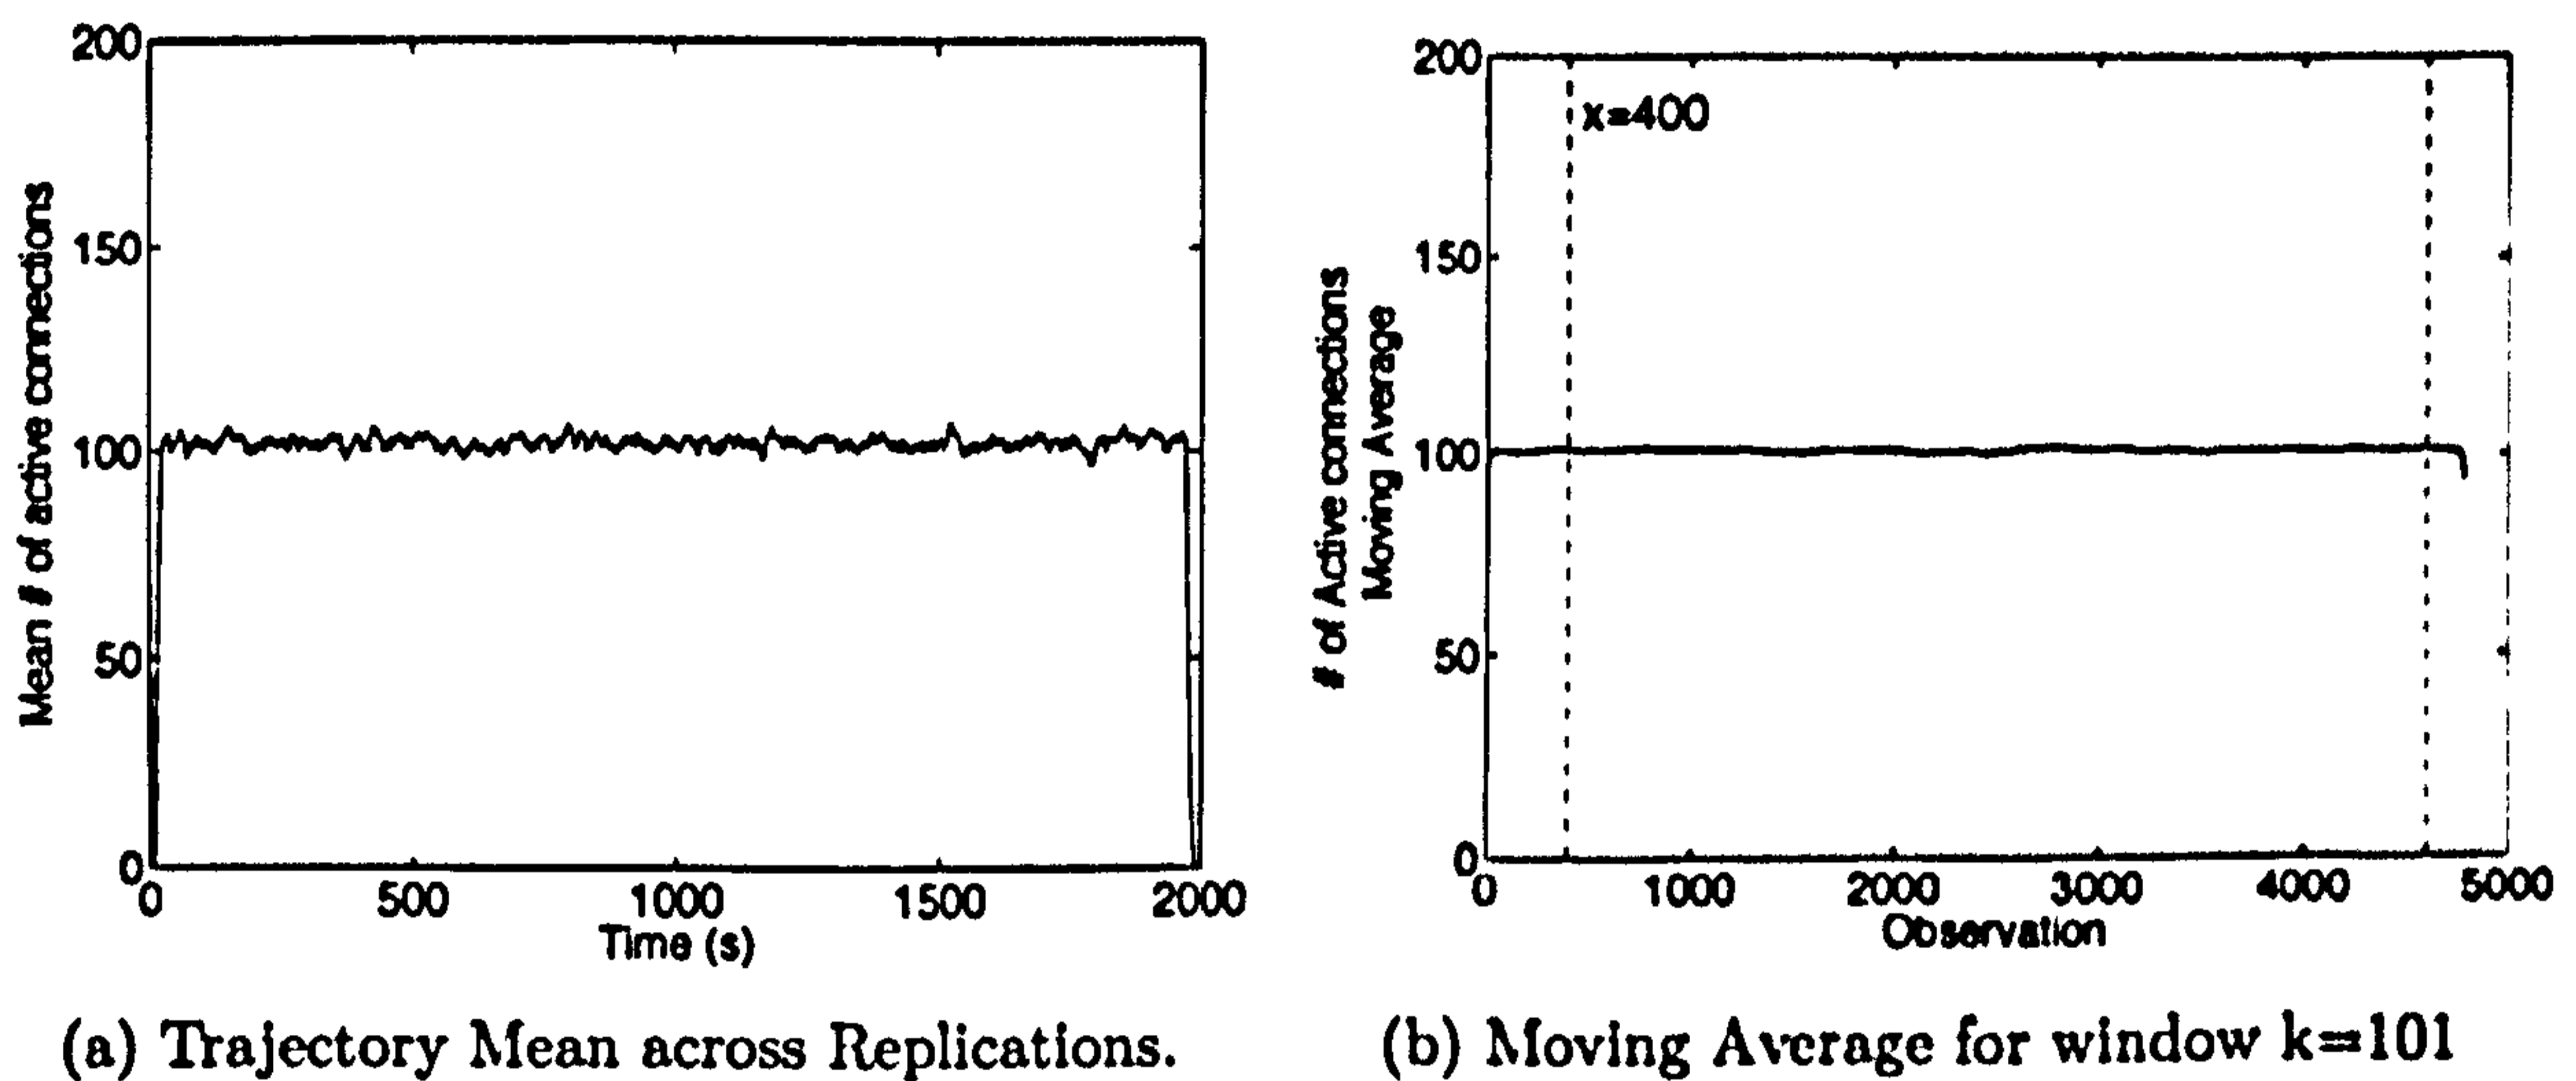 200
150
100
50
0
0 500 1000 1500 2000
Mean # of active connections
Time (s)
(a) Trajectory Mean across Replications.
200
150
100
50
0
0 1000 2000 3000 4000 5000
x=400
# of Active connections
Moving Average
Observation
(b) Moving Average for window k=101